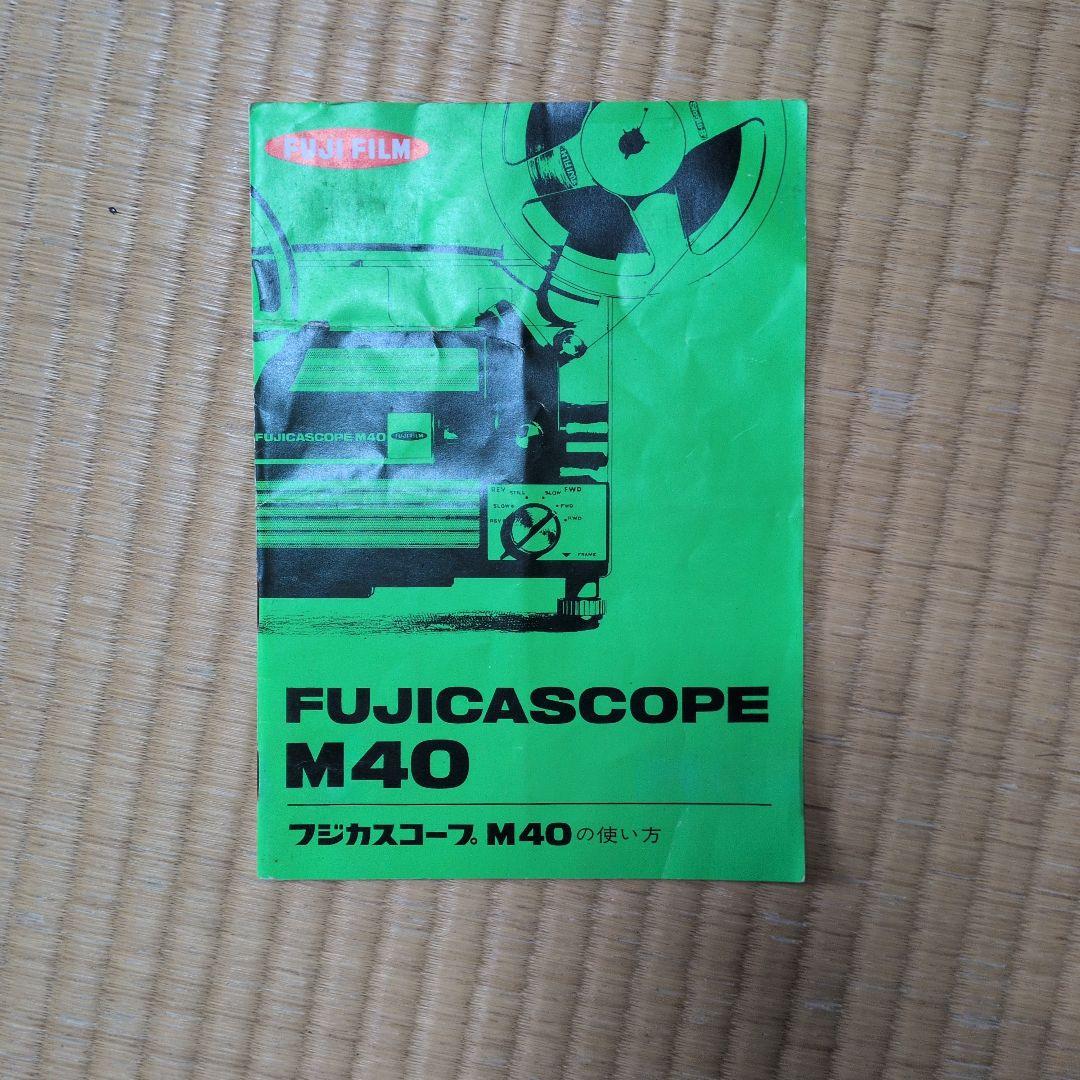 FUJI FILM
FUJICASCOPE M40
FUJI FILM
REV STILL SLOW FWD
SLOW FWD
REV RWD
FRAME
FUJICASCOPE
M40
フジカスコープ M40の使い方